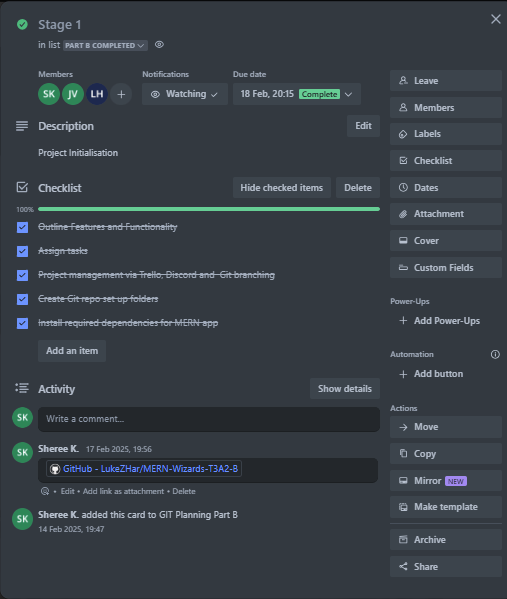 Stage 1
in list PART B COMPLETED
Members
SK JV LH +
Notifications
Watching
Due date
18 Feb, 20:15 Complete
Description
Edit
Project Initialisation
Checklist
Hide checked items
Delete
100%
Outline Features and Functionality
Assign tasks
Project management via Trello, Discord and Git branching
Create Git repo set up folders
Install required dependencies for MERN app
Add an item
Activity
Show details
SK
Write a comment...
SK
Sheree K. 17 Feb 2025, 19:56
GitHub - LukeZHar/MERN-Wizards-T3A2-B
• Edit • Add link as attachment • Delete
SK
Sheree K. added this card to GIT Planning Part B
14 Feb 2025, 19:47
Leave
Members
Labels
Checklist
Dates
Attachment
Cover
Custom Fields
Power-Ups
+ Add Power-Ups
Automation
+ Add button
Actions
Move
Copy
Mirror NEW
Make template
Archive
Share